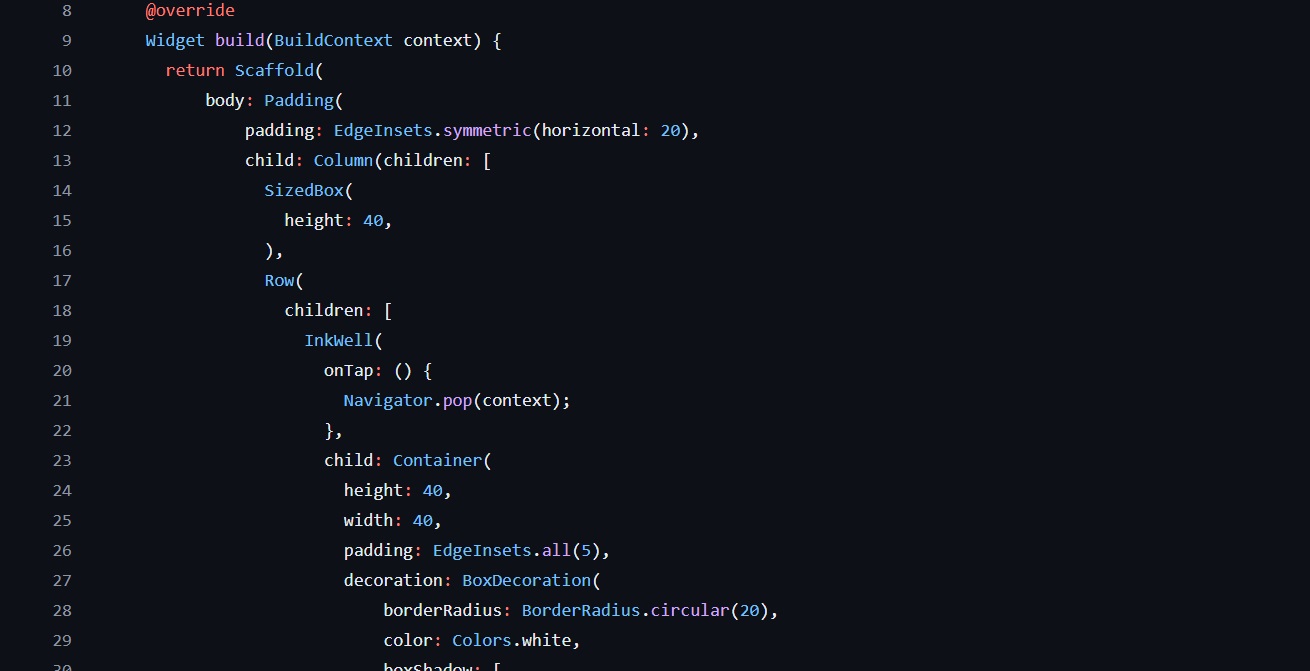 8 @override
9 Widget build(BuildContext context) {
10 return Scaffold(
11 body: Padding(
12 padding: EdgeInsets.symmetric(horizontal: 20),
13 child: Column(children: [
14 SizedBox(
15 height: 40,
16 ),
17 Row(
18 children: [
19 InkWell(
20 onTap: () {
21 Navigator.pop(context);
22 },
23 child: Container(
24 height: 40,
25 width: 40,
26 padding: EdgeInsets.all(5),
27 decoration: BoxDecoration(
28 borderRadius: BorderRadius.circular(20),
29 color: Colors.white,
30 boxShadow: [